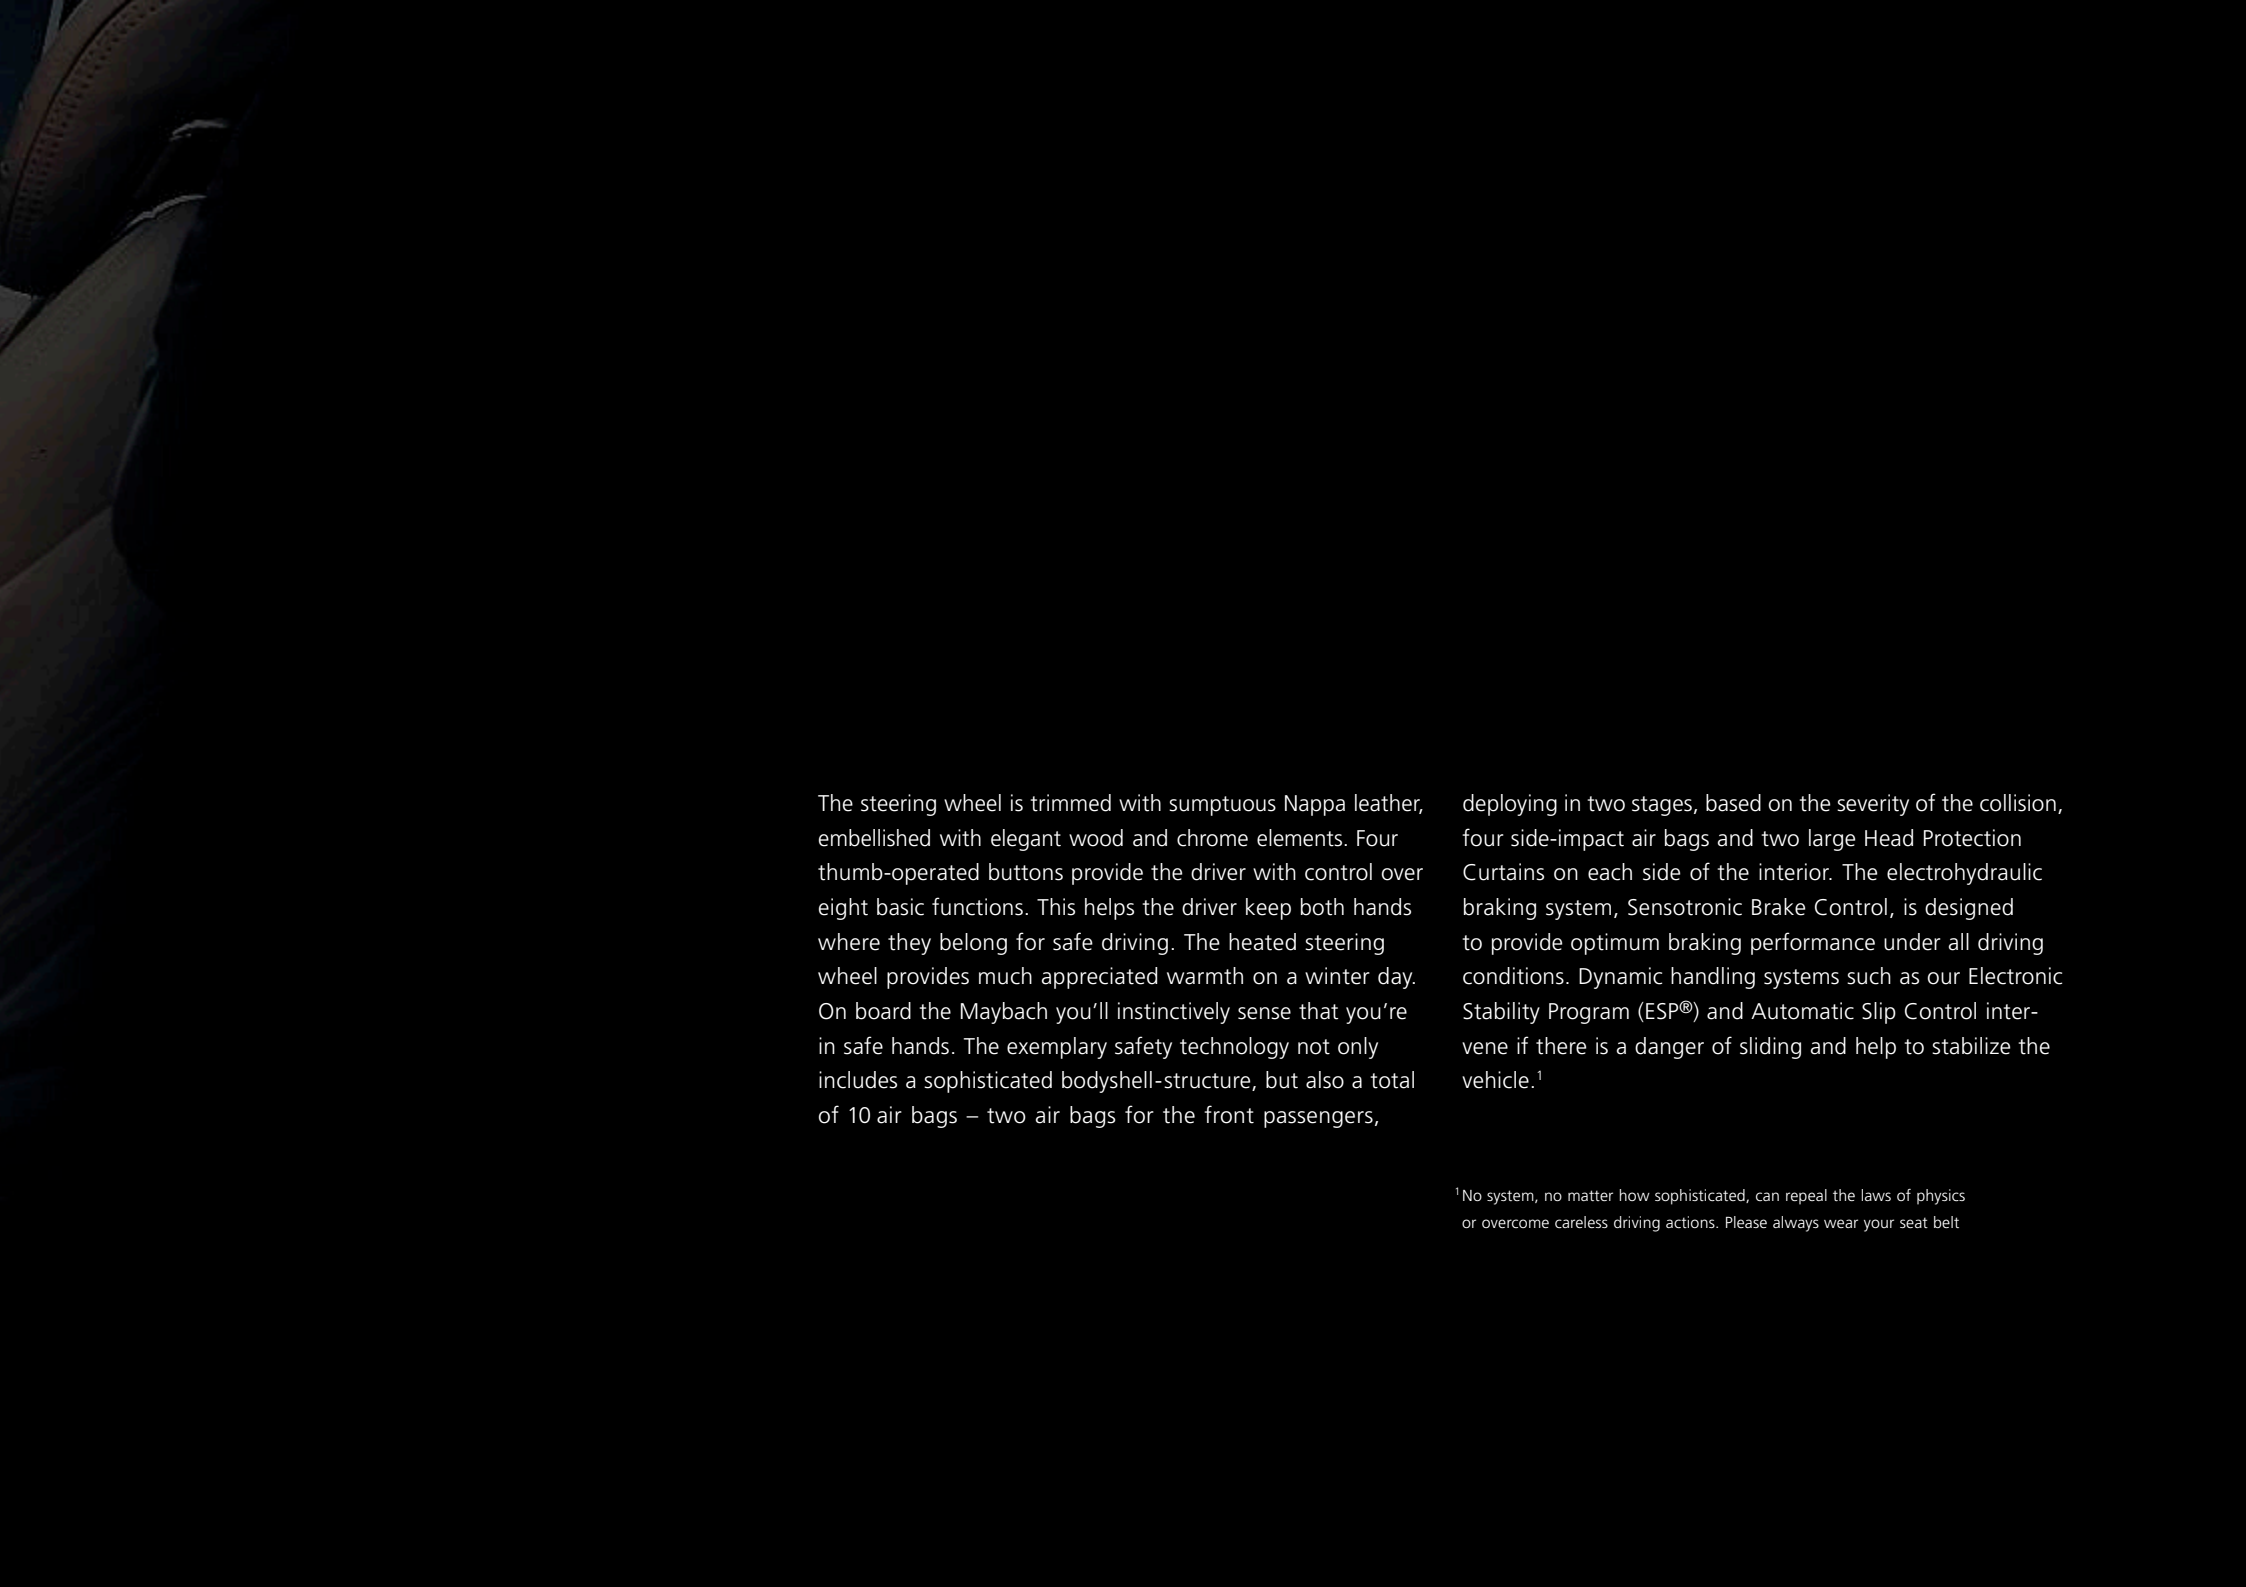 The steering wheel is trimmed with sumptuous Nappa leather,
embellished with elegant wood and chrome elements. Four
thumb-operated buttons provide the driver with control over
eight basic functions. This helps the driver keep both hands
where they belong for safe driving. The heated steering
wheel provides much appreciated warmth on a winter day.
On board the Maybach you’ll instinctively sense that you’re
in safe hands. The exemplary safety technology not only
includes a sophisticated bodyshell-structure, but also a total
of 10 air bags – two air bags for the front passengers,
deploying in two stages, based on the severity of the collision,
four side-impact air bags and two large Head Protection
Curtains on each side of the interior. The electrohydraulic
braking system, Sensotronic Brake Control, is designed
to provide optimum braking performance under all driving
conditions. Dynamic handling systems such as our Electronic
Stability Program (ESP®) and Automatic Slip Control inter-
vene if there is a danger of sliding and help to stabilize the
vehicle.¹
¹ No system, no matter how sophisticated, can repeal the laws of physics
or overcome careless driving actions. Please always wear your seat belt